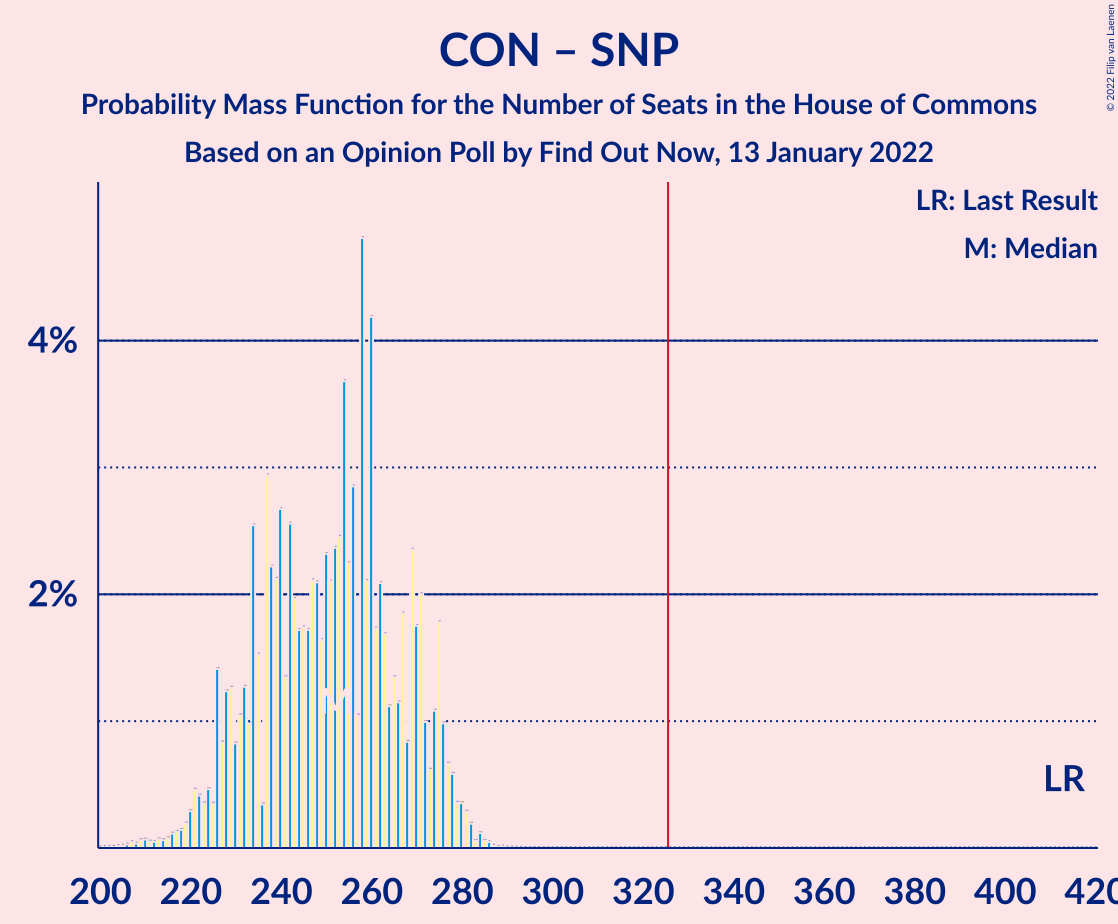 CON – SNP
Probability Mass Function for the Number of Seats in the House of Commons
Based on an Opinion Poll by Find Out Now, 13 January 2022
© 2022 Filip van Laenen
LR: Last Result
M: Median
4%
2%
M
LR
200 220 240 260 280 300 320 340 360 380 400 420